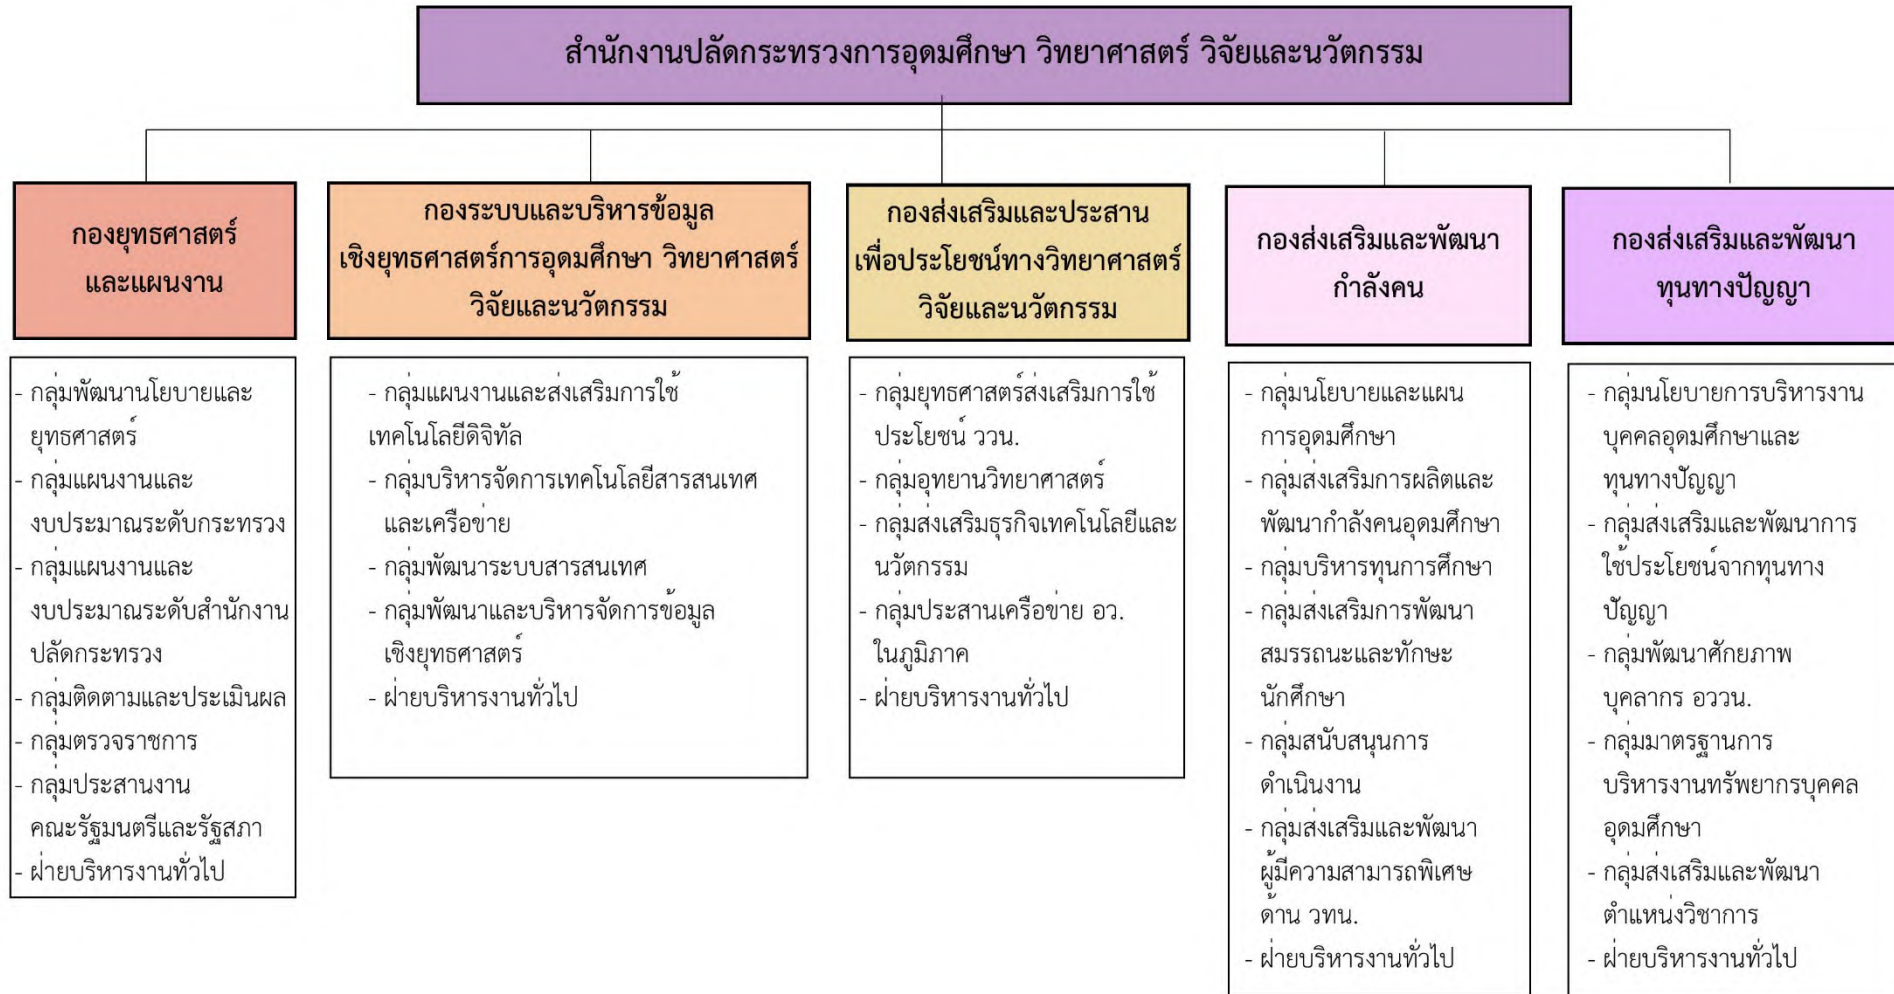 สำนักงานปลัดกระทรวงการอุดมศึกษา วิทยาศาสตร์ วิจัยและนวัตกรรม
กองยุทธศาสตร์
และแผนงาน
- กลุ่มพัฒนานโยบายและ
ยุทธศาสตร์
- กลุ่มแผนงานและ
งบประมาณระดับกระทรวง
- กลุ่มแผนงานและ
งบประมาณระดับสำนักงาน
ปลัดกระทรวง
- กลุ่มติดตามและประเมินผล
- กลุ่มตรวจราชการ
- กลุ่มประสานงาน
คณะรัฐมนตรีและรัฐสภา
- ฝ่ายบริหารงานทั่วไป
กองระบบและบริหารข้อมูล
เชิงยุทธศาสตร์การอุดมศึกษา วิทยาศาสตร์
วิจัยและนวัตกรรม
- กลุ่มแผนงานและส่งเสริมการใช้
เทคโนโลยีดิจิทัล
- กลุ่มบริหารจัดการเทคโนโลยีสารสนเทศ
และเครือข่าย
- กลุ่มพัฒนาระบบสารสนเทศ
- กลุ่มพัฒนาและบริหารจัดการข้อมูล
เชิงยุทธศาสตร์
- ฝ่ายบริหารงานทั่วไป
กองส่งเสริมและประสาน
เพื่อประโยชน์ทางวิทยาศาสตร์
วิจัยและนวัตกรรม
- กลุ่มยุทธศาสตร์ส่งเสริมการใช้
ประโยชน์ ววน.
- กลุ่มอุทยานวิทยาศาสตร์
- กลุ่มส่งเสริมธุรกิจเทคโนโลยีและ
นวัตกรรม
- กลุ่มประสานเครือข่าย อว.
ในภูมิภาค
- ฝ่ายบริหารงานทั่วไป
กองส่งเสริมและพัฒนา
กำลังคน
- กลุ่มนโยบายและแผน
การอุดมศึกษา
- กลุ่มส่งเสริมการผลิตและ
พัฒนากำลังคนอุดมศึกษา
- กลุ่มบริหารทุนการศึกษา
- กลุ่มส่งเสริมการพัฒนา
สมรรถนะและทักษะ
นักศึกษา
- กลุ่มสนับสนุนการ
ดำเนินงาน
- กลุ่มส่งเสริมและพัฒนา
ผู้มีความสามารถพิเศษ
ด้าน วทน.
- ฝ่ายบริหารงานทั่วไป
กองส่งเสริมและพัฒนา
ทุนทางปัญญา
- กลุ่มนโยบายการบริหารงาน
บุคคลอุดมศึกษาและ
ทุนทางปัญญา
- กลุ่มส่งเสริมและพัฒนาการ
ใช้ประโยชน์จากทุนทาง
ปัญญา
- กลุ่มพัฒนาศักยภาพ
บุคลากร อววน.
- กลุ่มมาตรฐานการ
บริหารงานทรัพยากรบุคคล
อุดมศึกษา
- กลุ่มส่งเสริมและพัฒนา
ตำแหน่งวิชาการ
- ฝ่ายบริหารงานทั่วไป